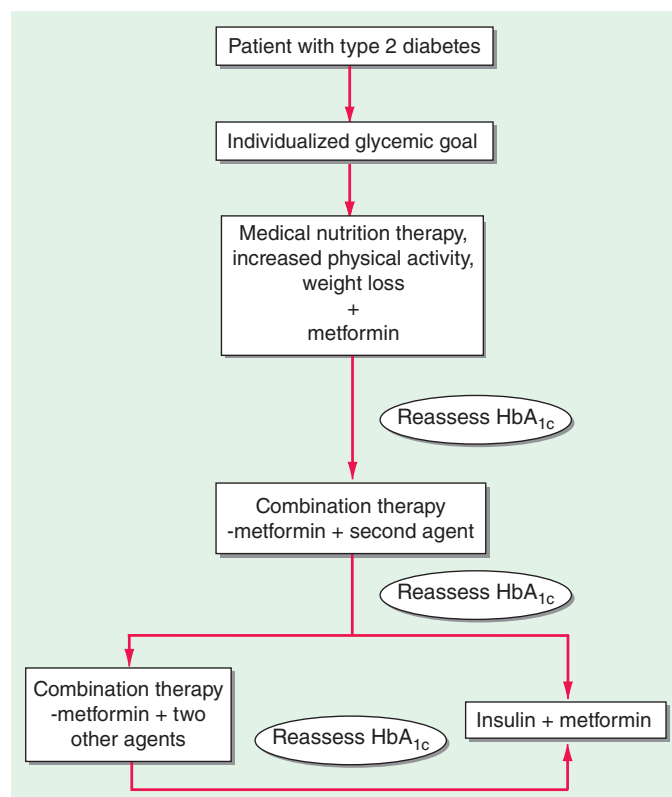 Patient with type 2 diabetes
Individualized glycemic goal
Medical nutrition therapy,
increased physical activity,
weight loss
+
metformin
Reassess HbA1c
Combination therapy
-metformin + second agent
Reassess HbA1c
Combination therapy
-metformin + two
other agents
Reassess HbA1c
Insulin + metformin